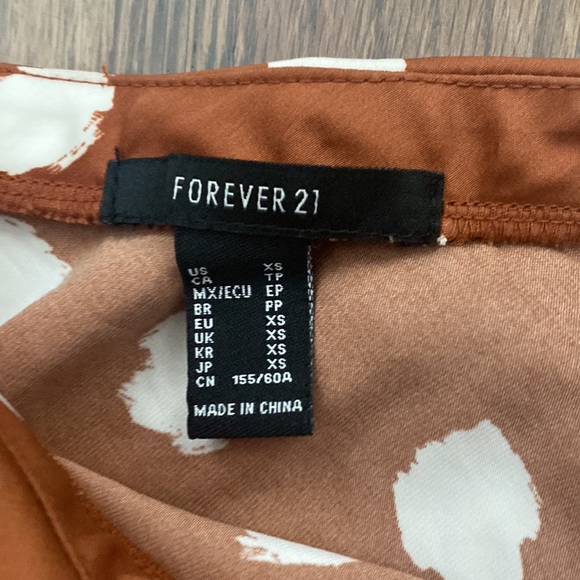 FOREVER 21
US XS
CA TP
MX/ECU EP
BR PP
EU XS
UK XS
KR XS
JP XS
CN 155/60A
MADE IN CHINA